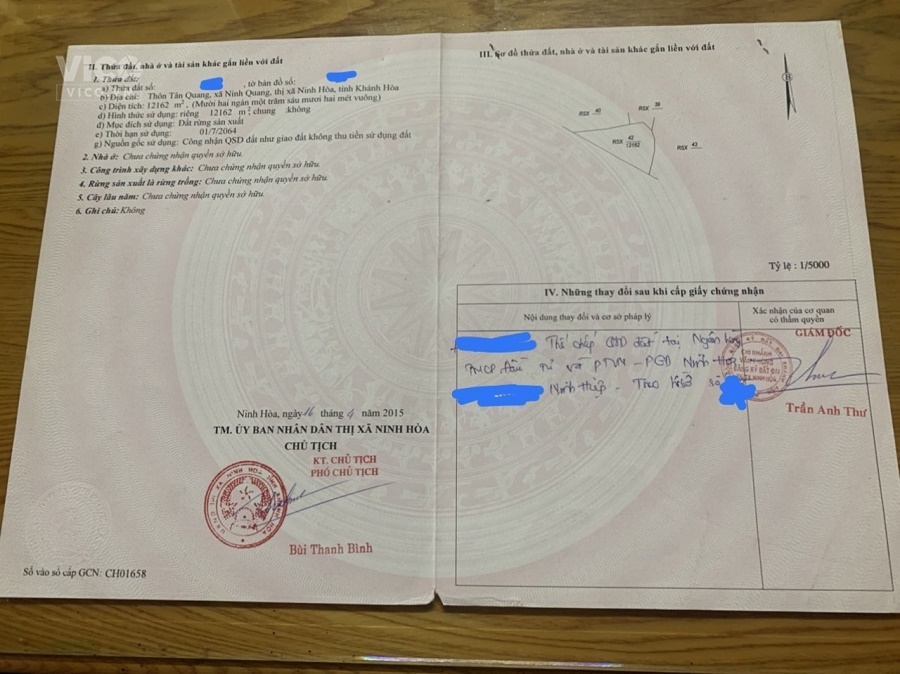 II. Thửa đất, nhà ở và tài sản khác gắn liền với đất
1. Thửa đất:
a) Thửa đất số: , tờ bản đồ số:
b) Địa chỉ: Thôn Tân Quang, xã Ninh Quang, thị xã Ninh Hòa, tỉnh Khánh Hòa
c) Diện tích: 12162 m², (Mười hai ngàn một trăm sáu mươi hai mét vuông)
d) Hình thức sử dụng: riêng 12162 m²; chung không
đ) Mục đích sử dụng: Đất rừng sản xuất
e) Thời hạn sử dụng: 01/7/2064
g) Nguồn gốc sử dụng: Công nhận QSD đất như giao đất không thu tiền sử dụng đất
2. Nhà ở: Chưa chứng nhận quyền sở hữu.
3. Công trình xây dựng khác: Chưa chứng nhận quyền sở hữu.
4. Rừng sản xuất là rừng trồng: Chưa chứng nhận quyền sở hữu.
5. Cây lâu năm: Chưa chứng nhận quyền sở hữu.
6. Ghi chú: Không
Ninh Hòa, ngày 16 tháng 4 năm 2015
TM. ỦY BAN NHÂN DÂN THỊ XÃ NINH HÒA
CHỦ TỊCH
KT. CHỦ TỊCH
PHÓ CHỦ TỊCH
Bùi Thanh Bình
Số vào sổ cấp GCN: CH01658
III. Sơ đồ thửa đất, nhà ở và tài sản khác gắn liền với đất
RSX 40
39
RSX 42
12162
RSX 43
Tỷ lệ : 1/5000
IV. Những thay đổi sau khi cấp giấy chứng nhận
Nội dung thay đổi và cơ sở pháp lý
Xác nhận của cơ quan
có thẩm quyền
GIÁM ĐỐC
Thế chấp QSD đất tại Ngân hàng
TMCP Đầu tư và PTVN - PGD Ninh Hòa
Ninh Hiệp - Theo hồ sơ số
CHI NHÁNH
VĂN PHÒNG
ĐĂNG KÝ ĐẤT ĐAI
Trần Anh Thư